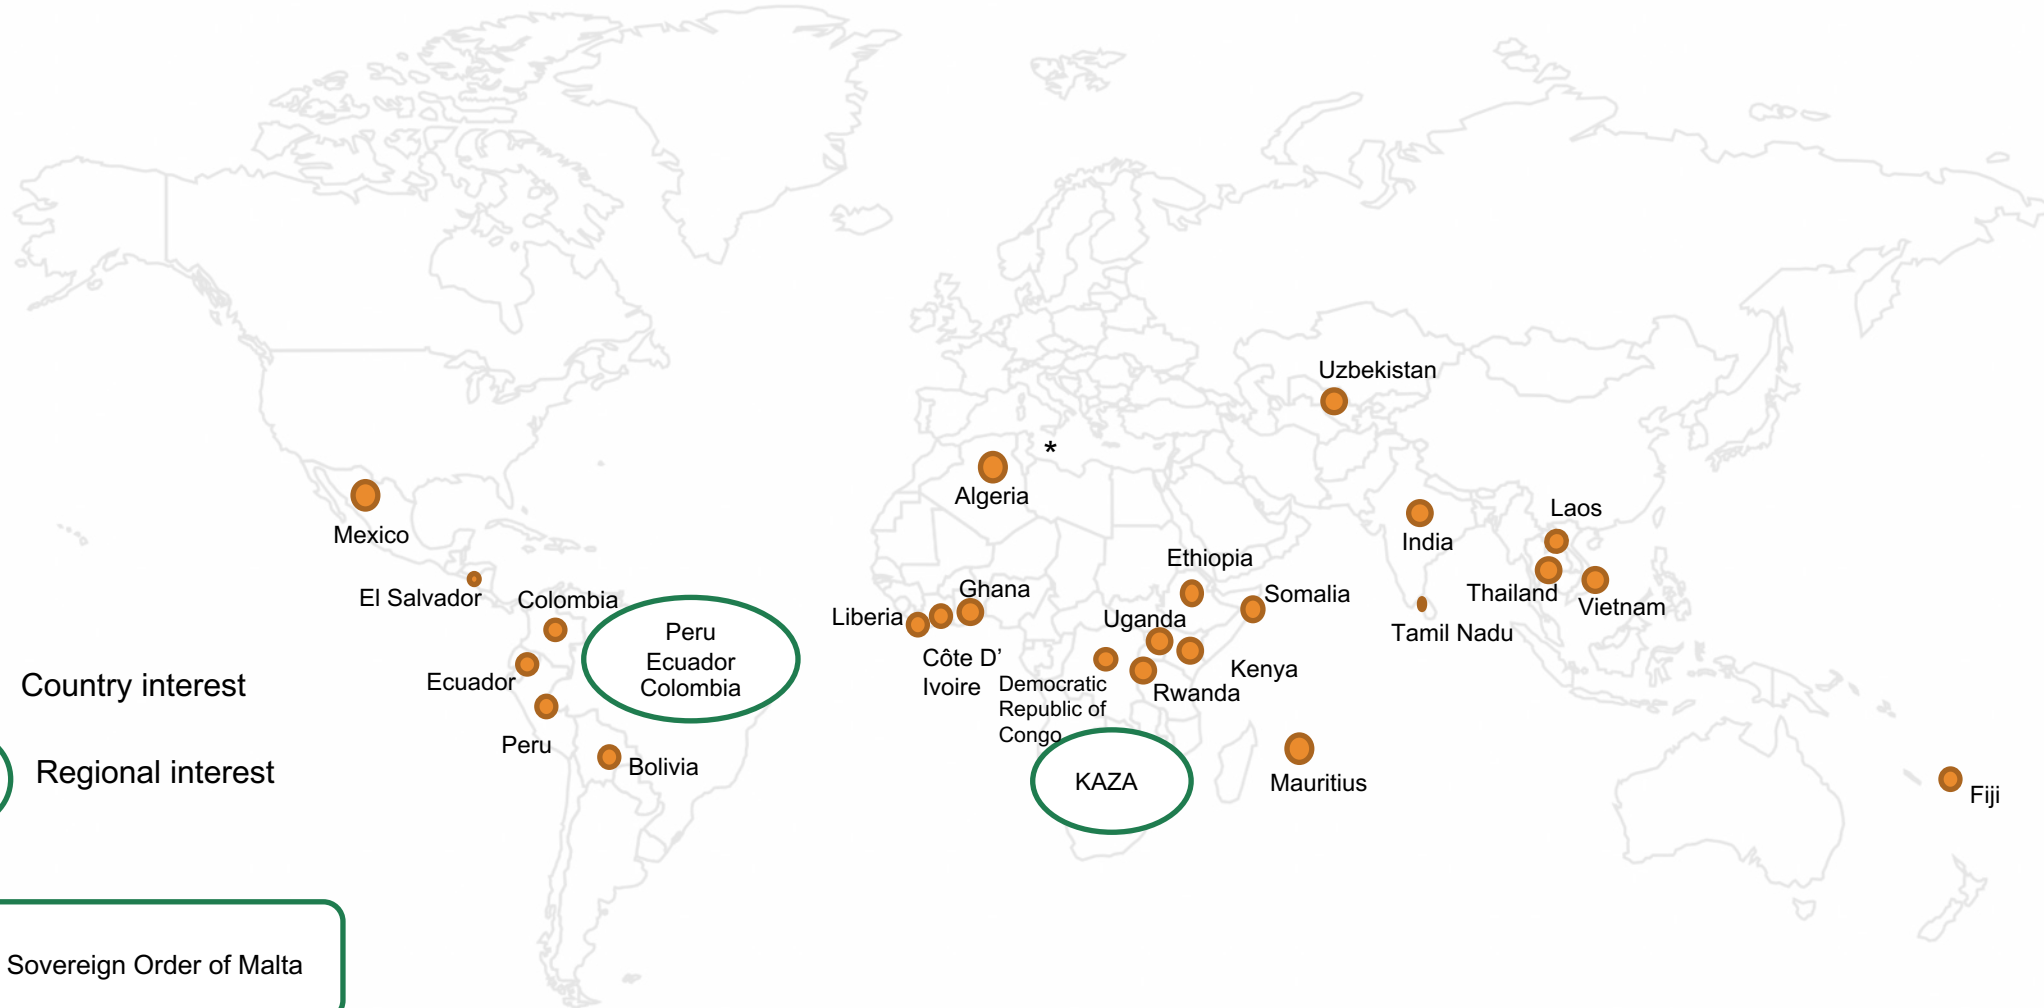 Uzbekistan
*
Algeria
Mexico
Laos
India
Ethiopia
Thailand
Vietnam
Ghana
Somalia
El Salvador
Colombia
Liberia
Uganda
Tamil Nadu
Peru
Ecuador
Colombia
Côte D’
Ivoire
Democratic
Republic of
Congo
Kenya
Rwanda
Ecuador
Country interest
Peru
Bolivia
Regional interest
KAZA
Mauritius
Fiji
Sovereign Order of Malta